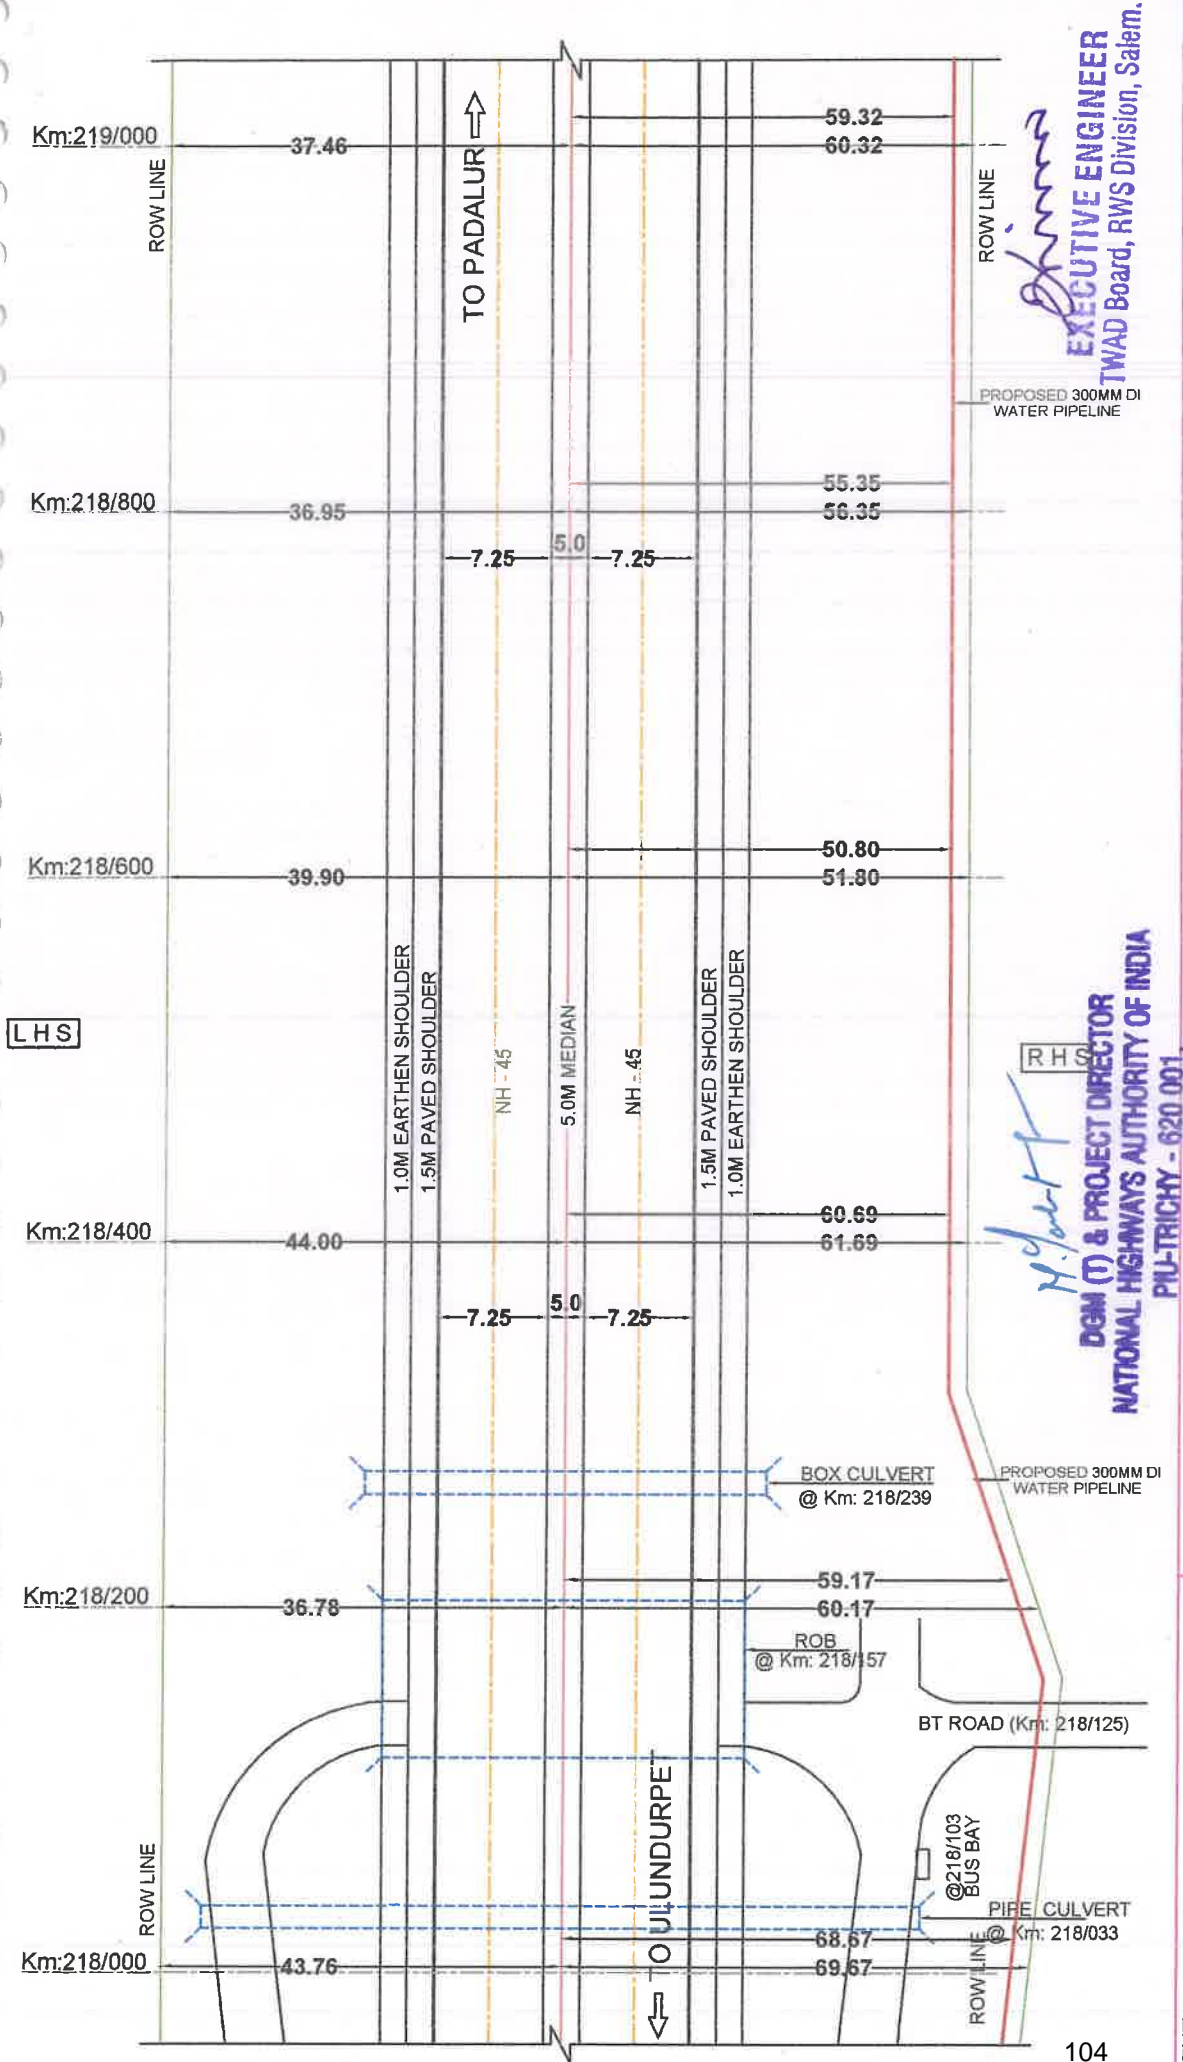 59.32
Km:219/000
37.46
60.32
ROW LINE
TO PADALUR
ROW LINE
EXECUTIVE ENGINEER
TWAD Board, RWS Division, Salem.
PROPOSED 300MM DI
WATER PIPELINE
55.35
Km:218/800
36.95
56.35
5.0
7.25
7.25
50.80
Km:218/600
39.90
51.80
LHS
1.0M EARTHEN SHOULDER
1.5M PAVED SHOULDER
NH - 45
5.0M MEDIAN
NH - 45
1.5M PAVED SHOULDER
1.0M EARTHEN SHOULDER
RHS
DGM (T) & PROJECT DIRECTOR
NATIONAL HIGHWAYS AUTHORITY OF INDIA
PIU-TRICHY - 620 001.
60.69
Km:218/400
44.00
61.69
5.0
7.25
7.25
BOX CULVERT
@ Km: 218/239
PROPOSED 300MM DI
WATER PIPELINE
59.17
Km:218/200
36.78
60.17
ROB
@ Km: 218/157
BT ROAD (Km: 218/125)
TO ULUNDURPET
@218/103
BUS BAY
ROW LINE
PIPE CULVERT
@ Km: 218/033
68.67
Km:218/000
43.76
69.67
ROW LINE
104